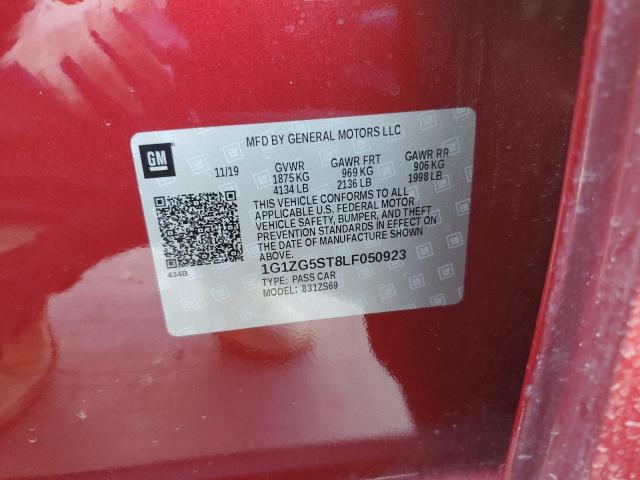 MFD BY GENERAL MOTORS LLC
GM
11/19 GVWR GAWR FRT GAWR RR
1875 KG 969 KG 906 KG
4134 LB 2136 LB 1998 LB
THIS VEHICLE CONFORMS TO ALL
APPLICABLE U.S. FEDERAL MOTOR
VEHICLE SAFETY, BUMPER, AND THEFT
PREVENTION STANDARDS IN EFFECT ON
THE DATE OF MANUFACTURE SHOWN
ABOVE.
434B
1G1ZG5ST8LF050923
TYPE: PASS CAR
MODEL: 831ZS69